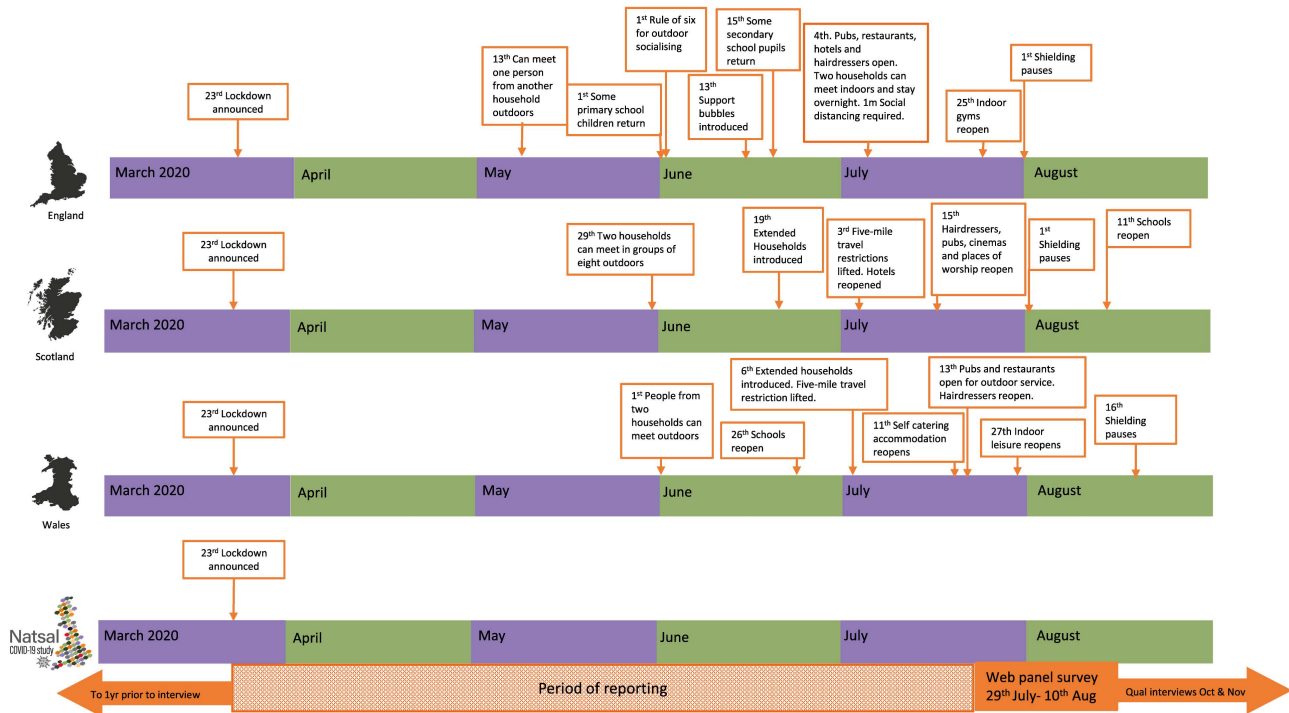 23rd Lockdown
announced
13th Can meet
one person
from another
household
outdoors
1st Some
primary school
children return
1st Rule of six
for outdoor
socialising
13th
Support
bubbles
introduced
15th Some
secondary
school pupils
return
4th. Pubs, restaurants,
hotels and
hairdressers open.
Two households can
meet indoors and stay
overnight. 1m Social
distancing required.
25th Indoor
gyms
reopen
1st Shielding
pauses
England
March 2020
April
May
June
July
August
23rd Lockdown
announced
29th Two households
can meet in groups of
eight outdoors
19th
Extended
Households
introduced
3rd Five-mile
travel
restrictions
lifted. Hotels
reopened
15th
Hairdressers,
pubs, cinemas
and places of
worship reopen
1st
Shielding
pauses
11th Schools
reopen
Scotland
March 2020
April
May
June
July
August
23rd Lockdown
announced
1st People from
two
households can
meet outdoors
26th Schools
reopen
6th Extended households
introduced. Five-mile travel
restriction lifted.
11th Self catering
accommodation
reopens
13th Pubs and restaurants
open for outdoor service.
Hairdressers reopen.
27th Indoor
leisure reopens
16th
Shielding
pauses
Wales
March 2020
April
May
June
July
August
23rd Lockdown
announced
Natsal
COVID-19 study
March 2020
April
May
June
July
August
To 1yr prior to interview
Period of reporting
Web panel survey
29th July- 10th Aug
Qual interviews Oct & Nov